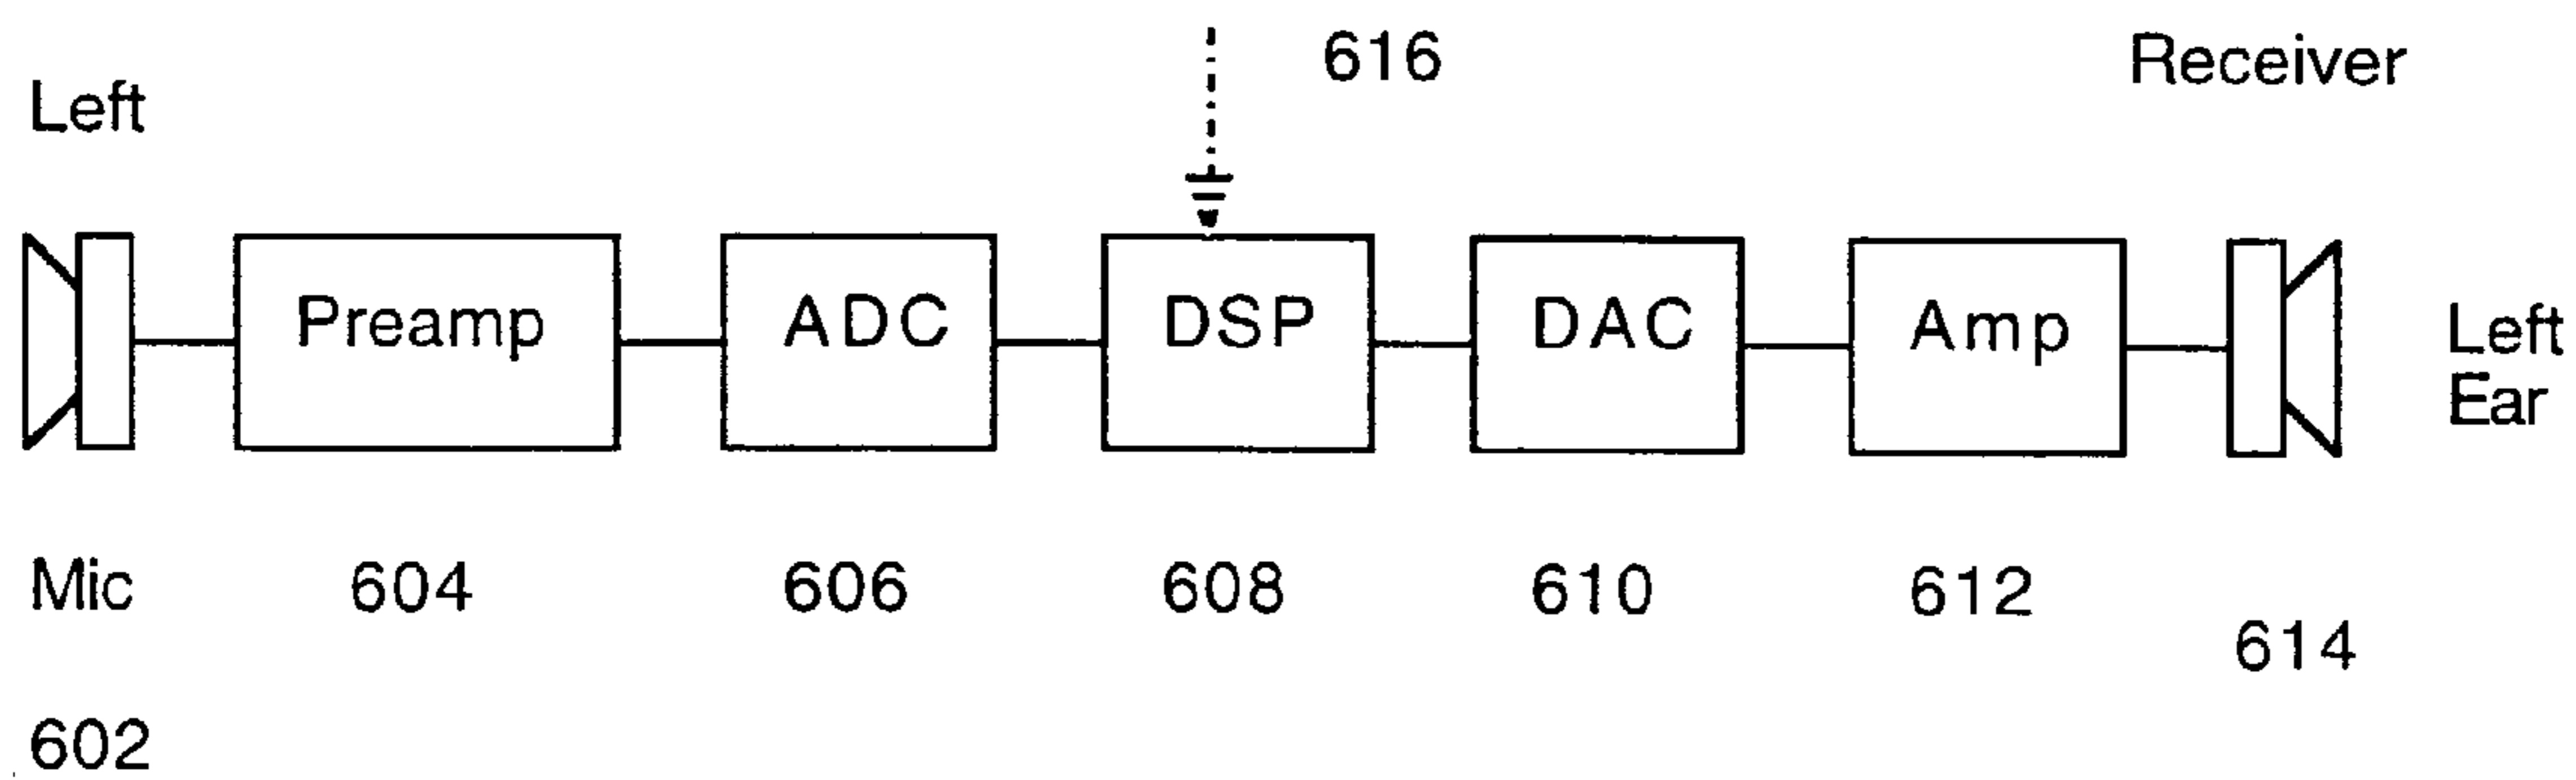 616
Receiver
Left
Preamp
ADC
DSP
DAC
Amp
Left
Ear
Mic
604
606
608
610
612
614
602